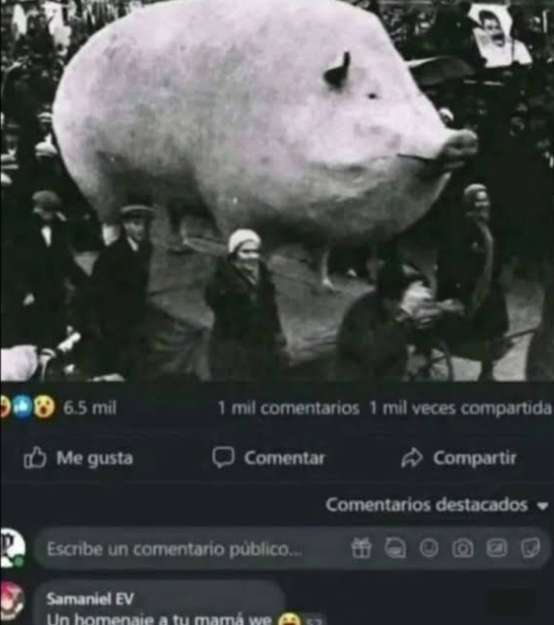 6.5 mil 1 mil comentarios 1 mil veces compartida
Me gusta Comentar Compartir
Comentarios destacados
Escribe un comentario público...
Samaniel EV
Un homenaje a tu mamá we